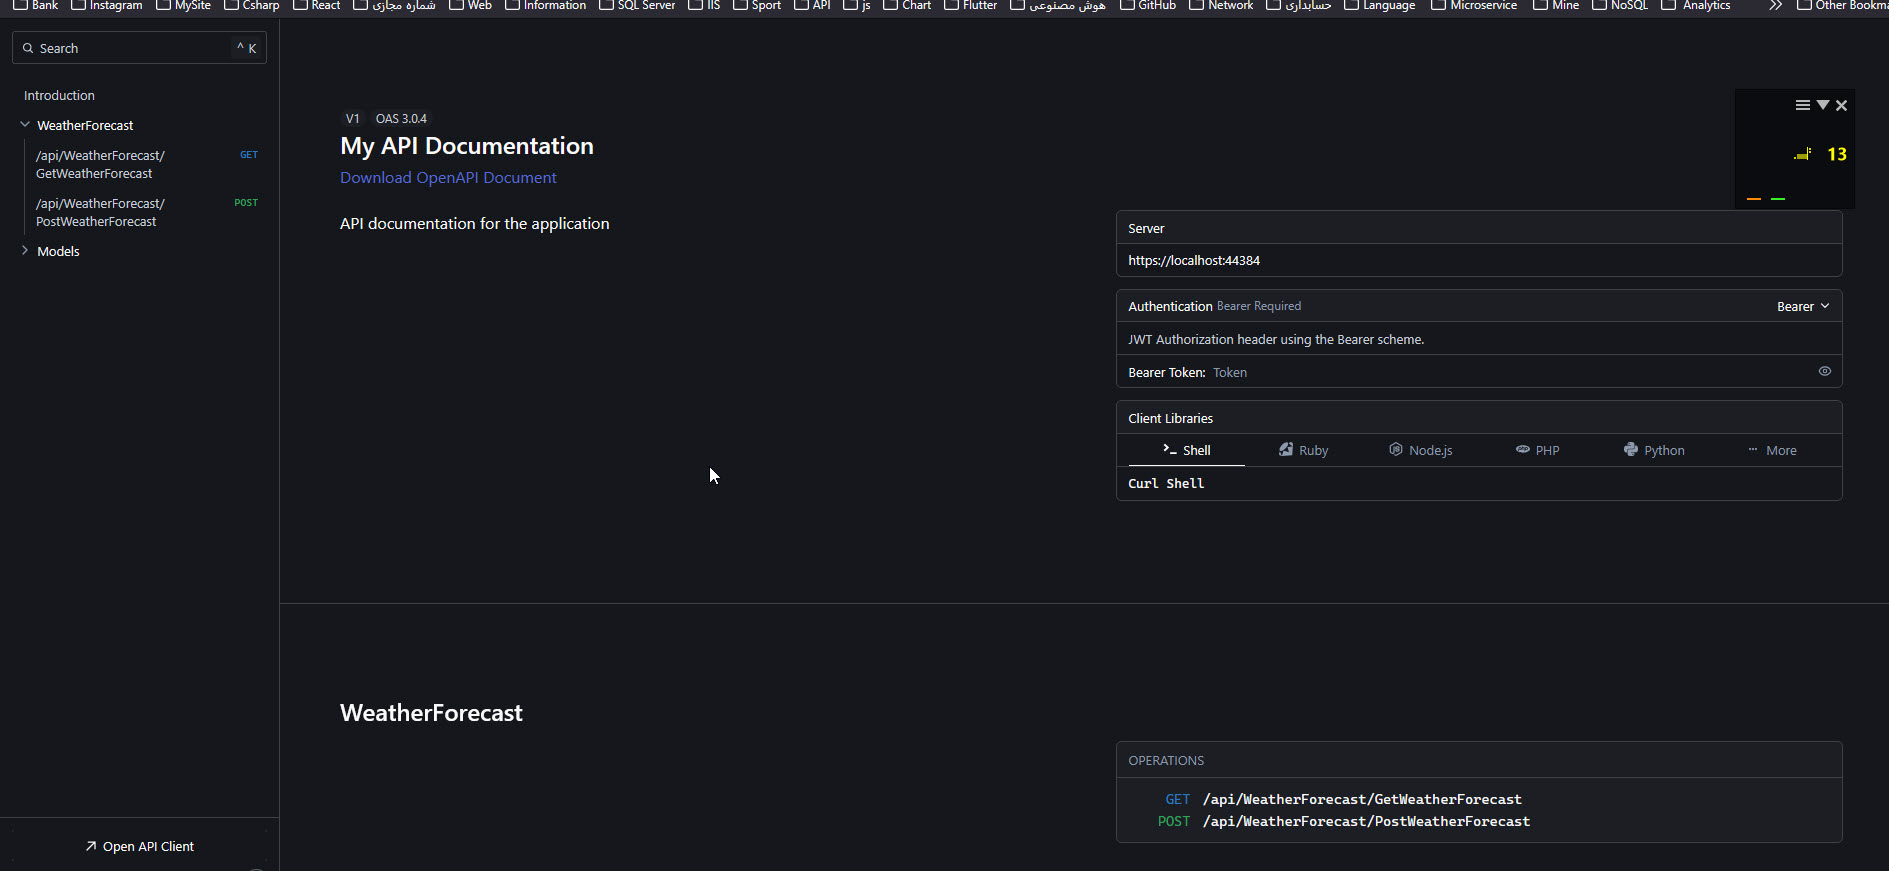 Bank Instagram MySite Csharp React شماره مجازی Web Information SQL Server IIS Sport API js Chart Flutter هوش مصنوعی GitHub Network حسابداری Language Microservice Mine NoSQL Analytics Other Bookma
Search ^ K
Introduction
WeatherForecast
/api/WeatherForecast/
GetWeatherForecast GET
/api/WeatherForecast/
PostWeatherForecast POST
Models
Open API Client
V1 OAS 3.0.4
My API Documentation
Download OpenAPI Document
API documentation for the application
13
Server
https://localhost:44384
Authentication Bearer Required Bearer
JWT Authorization header using the Bearer scheme.
Bearer Token: Token
Client Libraries
Shell Ruby Node.js PHP Python More
Curl Shell
WeatherForecast
OPERATIONS
GET /api/WeatherForecast/GetWeatherForecast
POST /api/WeatherForecast/PostWeatherForecast